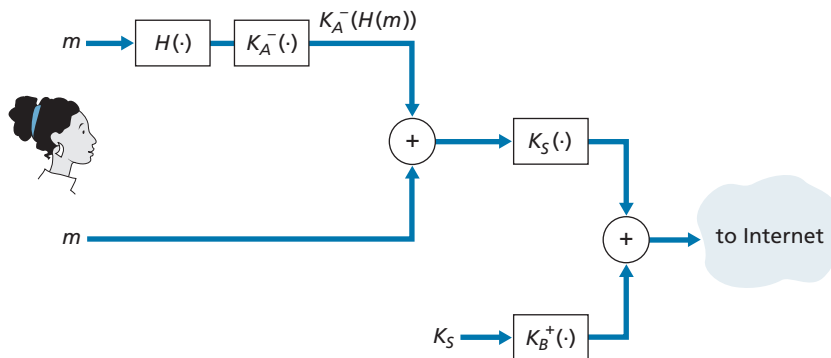 K_A^-(H(m))
m H(·) K_A^-(·)
+ K_S(·)
m + to Internet
K_S K_B^+(·)